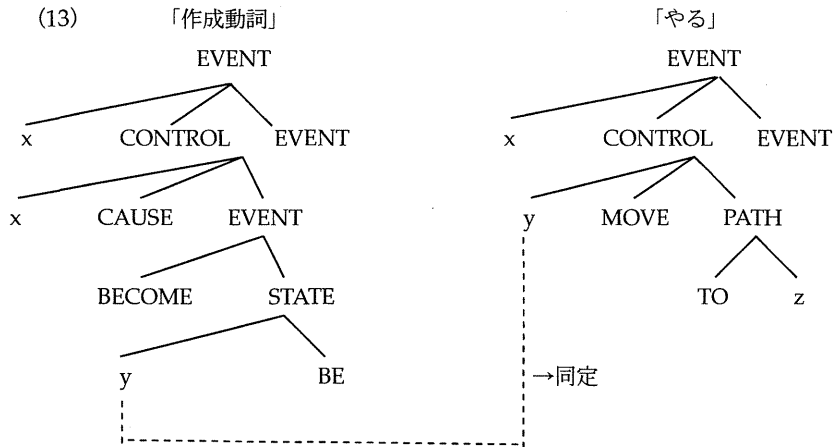 (13) 「作成動詞」 「やる」
EVENT EVENT
x CONTROL EVENT x CONTROL EVENT
x CAUSE EVENT y MOVE PATH
BECOME STATE TO z
y BE →同定